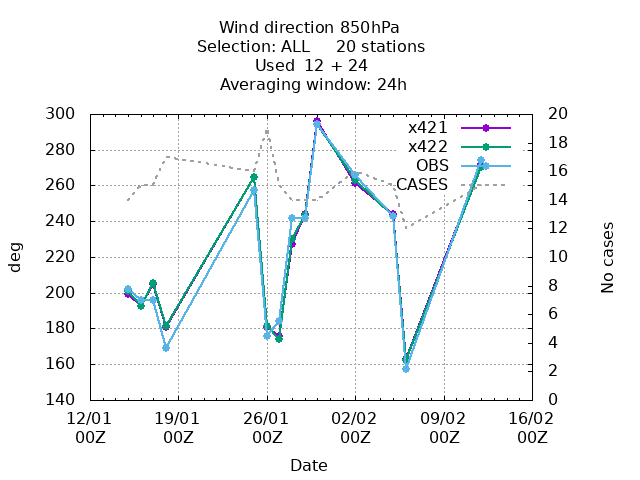 Wind direction 850hPa
Selection: ALL 20 stations
Used 12 + 24
Averaging window: 24h
300
280
260
240
220
200
180
160
140
deg
20
18
16
14
12
10
8
6
4
2
0
No cases
x421
x422
OBS
CASES
12/01 19/01 26/01 02/02 09/02 16/02
00Z 00Z 00Z 00Z 00Z 00Z
Date